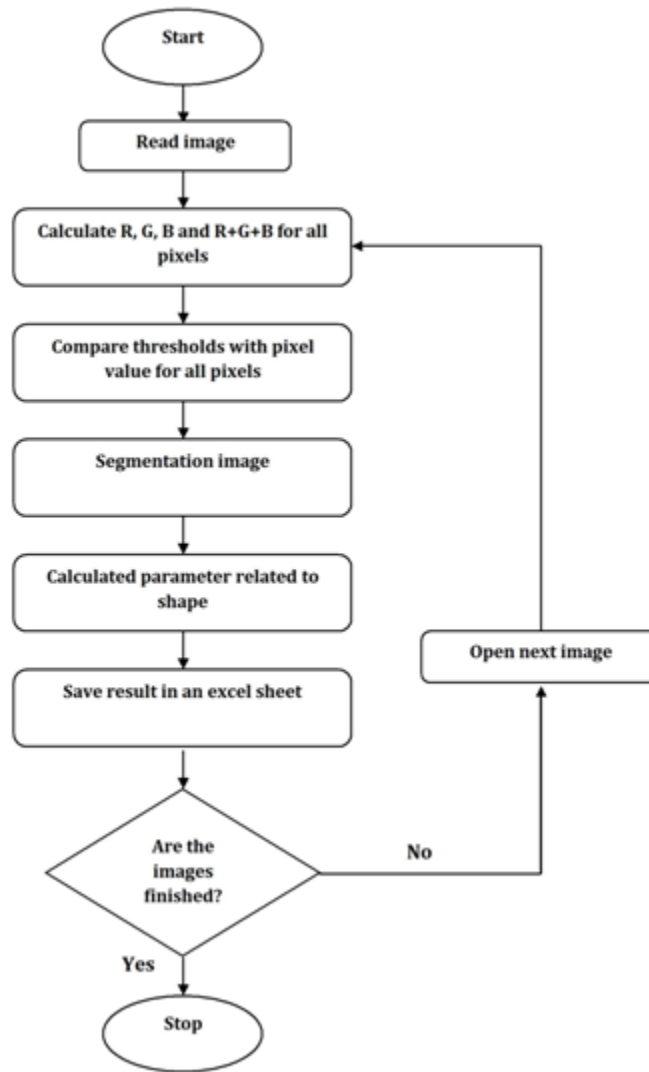 Start
Read image
Calculate R, G, B and R+G+B for all
pixels
Compare thresholds with pixel
value for all pixels
Segmentation image
Calculated parameter related to
shape
Open next image
Save result in an excel sheet
Are the
images
finished?
No
Yes
Stop